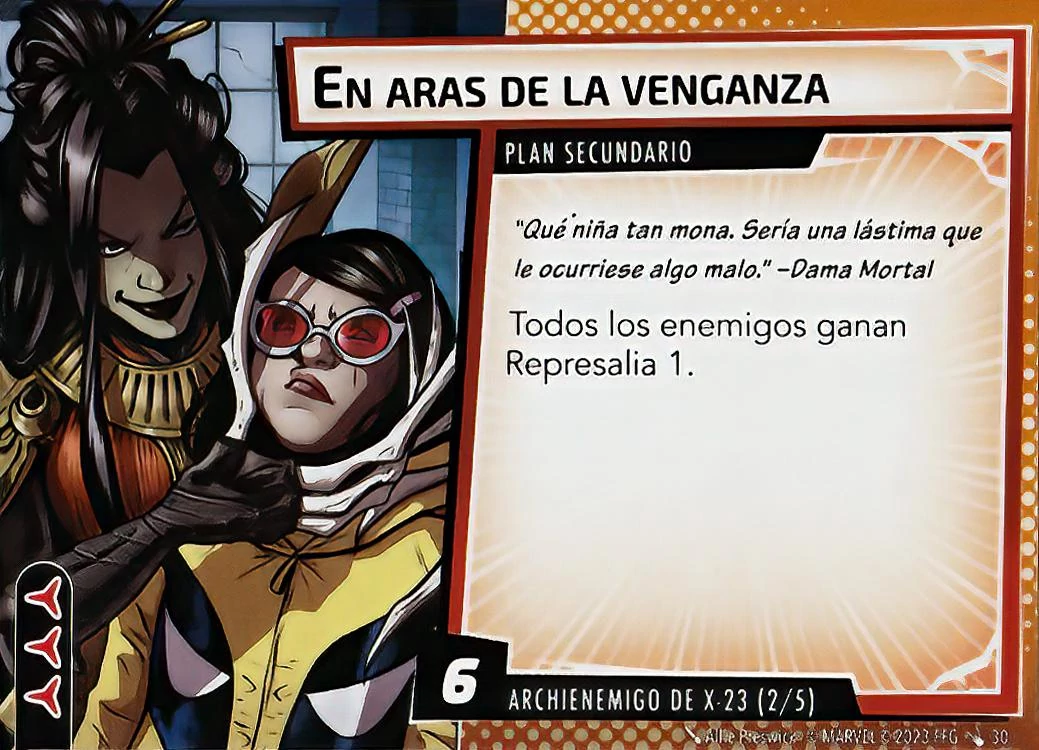 EN ARAS DE LA VENGANZA
PLAN SECUNDARIO
"Qué niña tan mona. Sería una lástima que
le ocurriese algo malo." –Dama Mortal
Todos los enemigos ganan
Represalia 1.
6
ARCHIENEMIGO DE X-23 (2/5)
© MARVEL © 2023 FFG 30